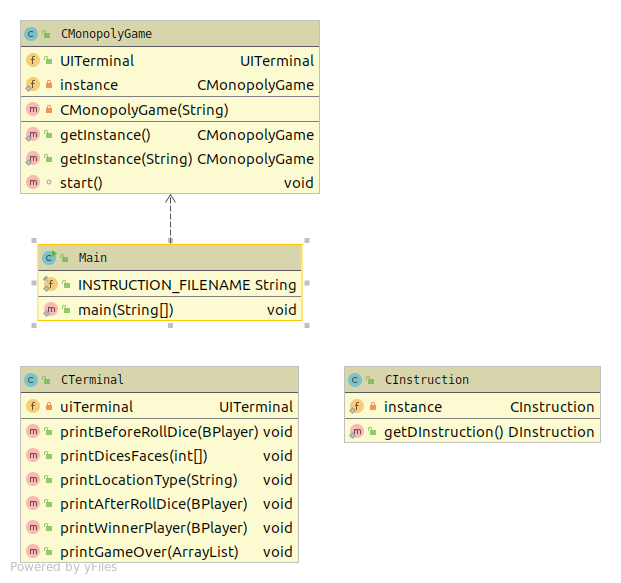 CMonopolyGame
UITerminal UITerminal
instance CMonopolyGame
CMonopolyGame(String)
getInstance() CMonopolyGame
getInstance(String) CMonopolyGame
start() void
Main
INSTRUCTION_FILENAME String
main(String[]) void
CTerminal
uiTerminal UITerminal
printBeforeRollDice(BPlayer) void
printDicesFaces(int[]) void
printLocationType(String) void
printAfterRollDice(BPlayer) void
printWinnerPlayer(BPlayer) void
printGameOver(ArrayList) void
CInstruction
instance CInstruction
getDInstruction() DInstruction
Powered by yFiles